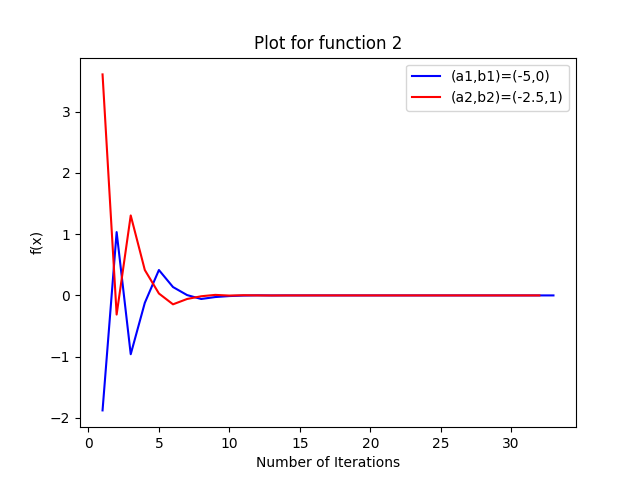 Plot for function 2
(a1,b1)=(-5,0)
(a2,b2)=(-2.5,1)
3
2
1
0
−1
−2
f(x)
0 5 10 15 20 25 30
Number of Iterations